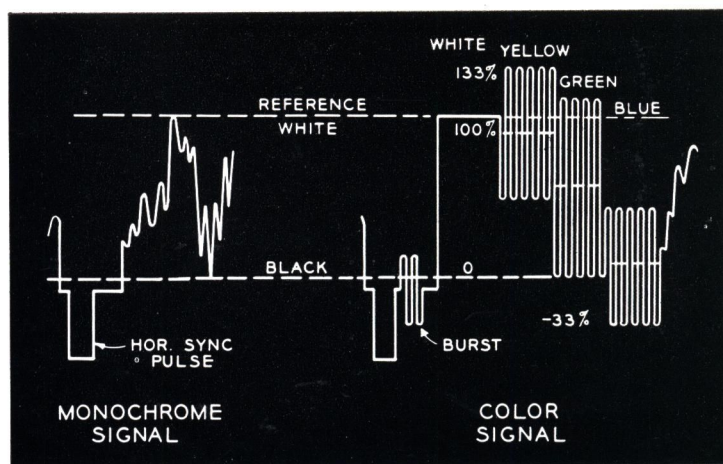 WHITE YELLOW
133%
GREEN
REFERENCE
WHITE
100%
BLUE
BLACK
0
-33%
HOR. SYNC
PULSE
BURST
MONOCHROME
SIGNAL
COLOR
SIGNAL